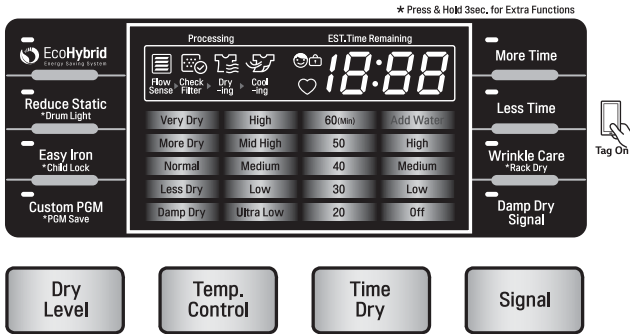 * Press & Hold 3sec. for Extra Functions
Processing EST.Time Remaining
EcoHybrid
Energy Saving System
Reduce Static
*Drum Light
Easy Iron
*Child Lock
Custom PGM
*PGM Save
Flow Sense
Check Filter
Dry -ing
Cool -ing
18:88
Very Dry High 60(Min) Add Water
More Dry Mid High 50 High
Normal Medium 40 Medium
Less Dry Low 30 Low
Damp Dry Ultra Low 20 Off
More Time
Less Time
Wrinkle Care
*Rack Dry
Damp Dry
Signal
Tag On
Dry
Level
Temp.
Control
Time
Dry
Signal